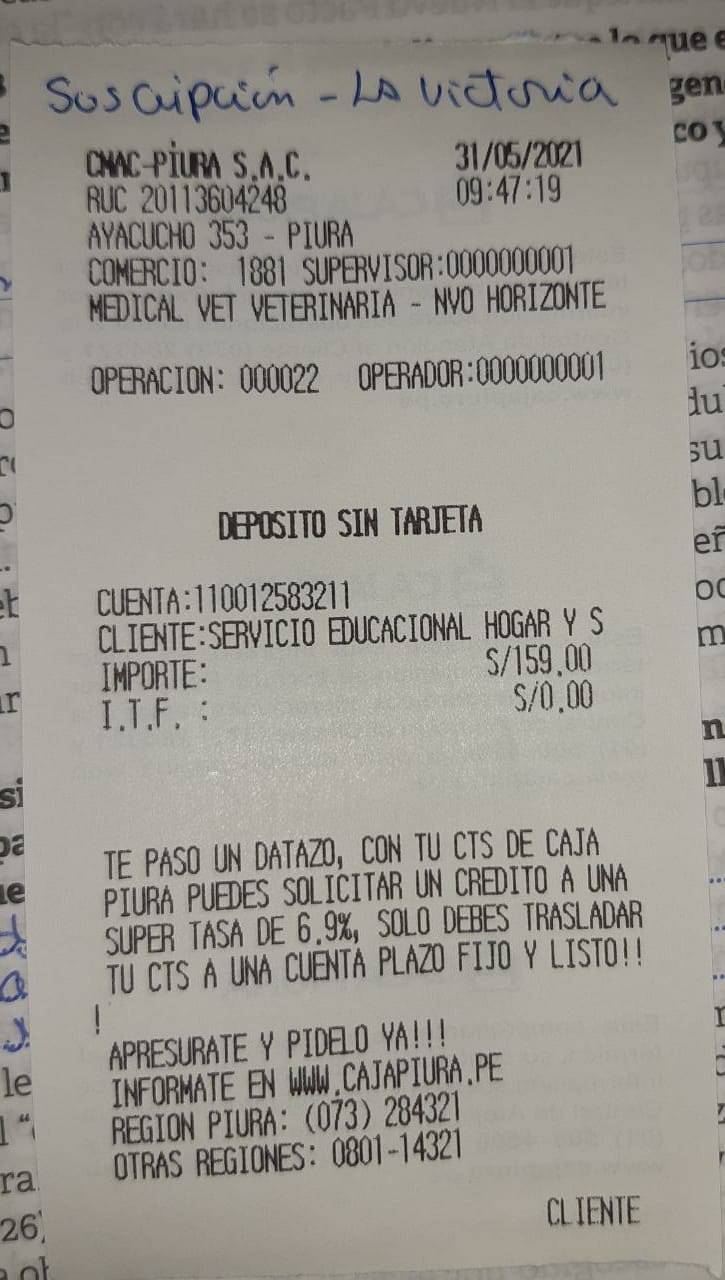 Suscripción - La Victoria
CMAC-PIURA S.A.C. 31/05/2021
RUC 20113604248 09:47:19
AYACUCHO 353 - PIURA
COMERCIO: 1881 SUPERVISOR:0000000001
MEDICAL VET VETERINARIA - NVO HORIZONTE
OPERACION: 000022 OPERADOR:0000000001
DEPOSITO SIN TARJETA
CUENTA:110012583211
CLIENTE:SERVICIO EDUCACIONAL HOGAR Y S
IMPORTE: S/159.00
I.T.F. : S/0.00
TE PASO UN DATAZO, CON TU CTS DE CAJA
PIURA PUEDES SOLICITAR UN CREDITO A UNA
SUPER TASA DE 6.9%, SOLO DEBES TRASLADAR
TU CTS A UNA CUENTA PLAZO FIJO Y LISTO!!
!
APRESURATE Y PIDELO YA!!!
INFORMATE EN WWW.CAJAPIURA.PE
REGION PIURA: (073) 284321
OTRAS REGIONES: 0801-14321
CLIENTE